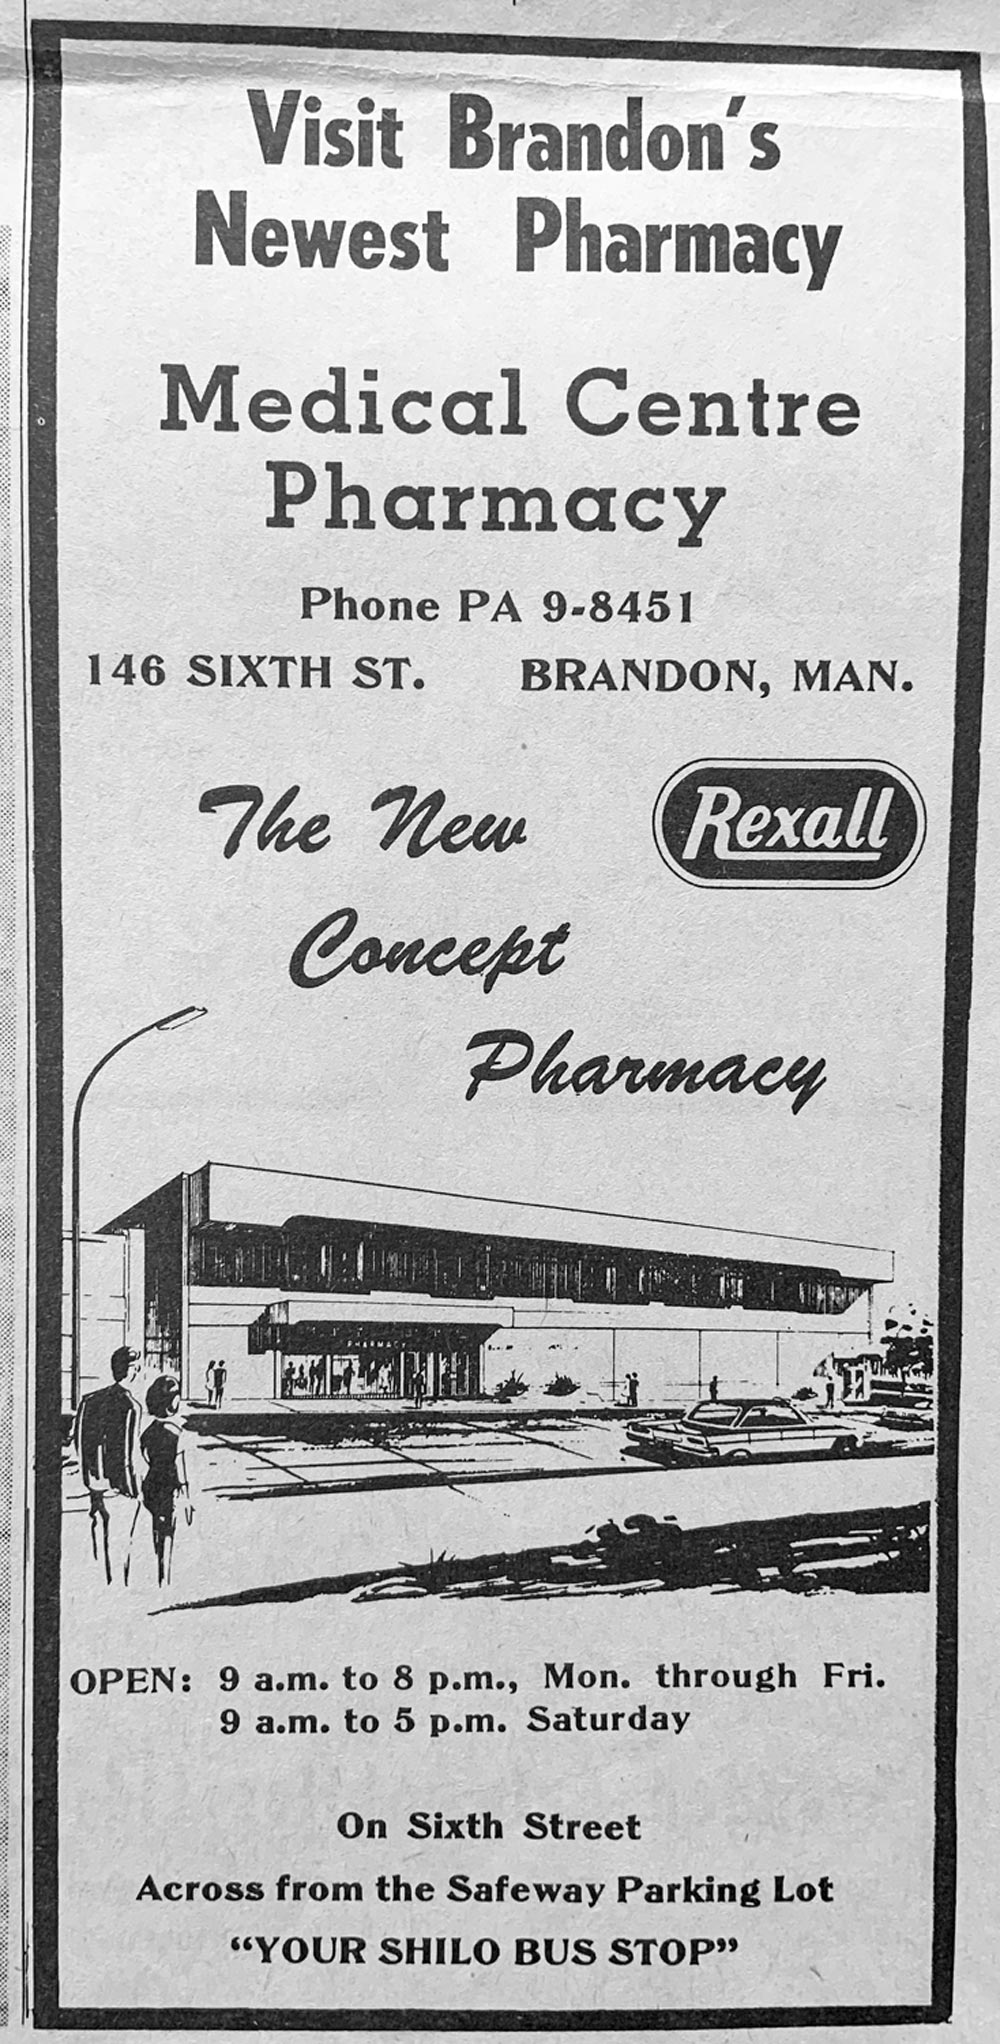 Visit Brandon's
Newest Pharmacy
Medical Centre
Pharmacy
Phone PA 9-8451
146 SIXTH ST. BRANDON, MAN.
The New
Rexall
Concept
Pharmacy
PHARMACY
OPEN: 9 a.m. to 8 p.m., Mon. through Fri.
9 a.m. to 5 p.m. Saturday
On Sixth Street
Across from the Safeway Parking Lot
“YOUR SHILO BUS STOP”